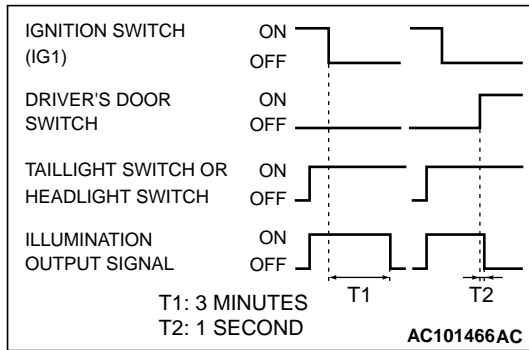 IGNITION SWITCH ON
(IG1) OFF
DRIVER'S DOOR ON
SWITCH OFF
TAILLIGHT SWITCH OR ON
HEADLIGHT SWITCH OFF
ILLUMINATION ON
OUTPUT SIGNAL OFF
T1 T2
T1: 3 MINUTES
T2: 1 SECOND
AC101466AC